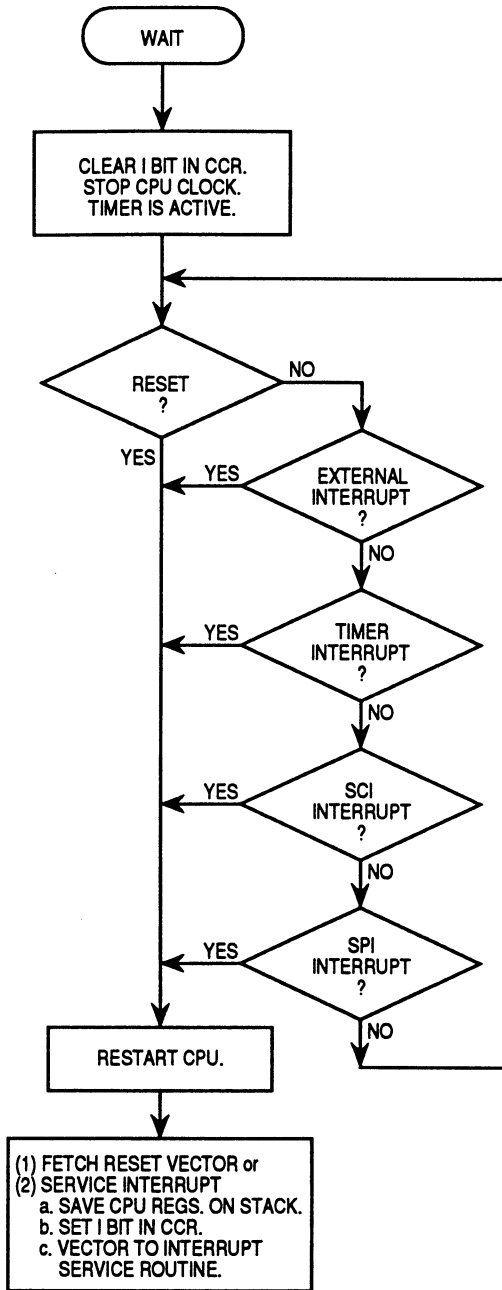 WAIT
CLEAR I BIT IN CCR.
STOP CPU CLOCK.
TIMER IS ACTIVE.
RESET
?
NO
YES
EXTERNAL
INTERRUPT
?
YES
NO
TIMER
INTERRUPT
?
YES
NO
SCI
INTERRUPT
?
YES
NO
SPI
INTERRUPT
?
YES
NO
RESTART CPU.
(1) FETCH RESET VECTOR or
(2) SERVICE INTERRUPT
a. SAVE CPU REGS. ON STACK.
b. SET I BIT IN CCR.
c. VECTOR TO INTERRUPT
SERVICE ROUTINE.